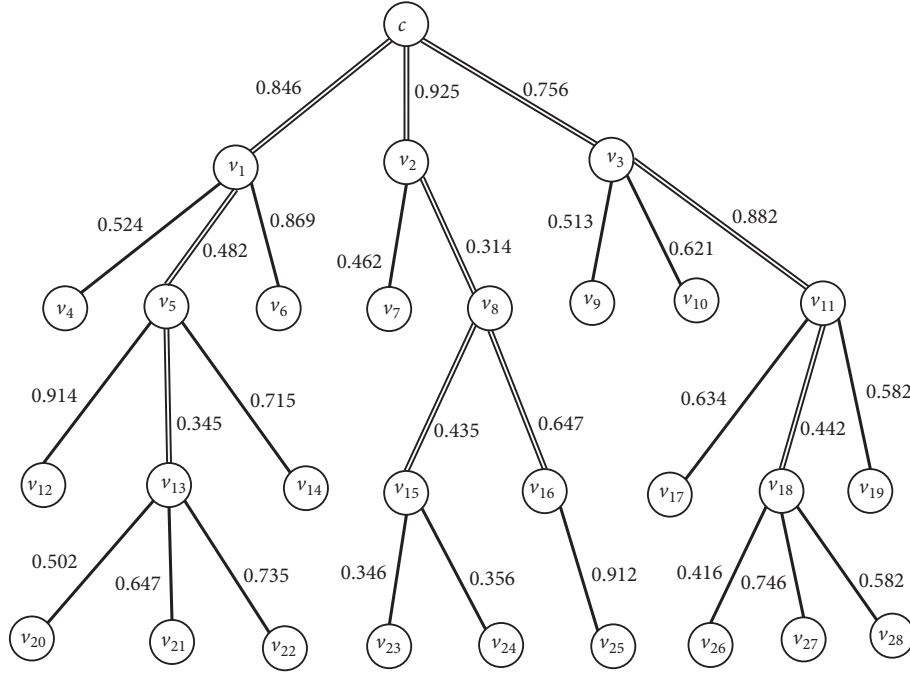 c
0.846 0.925 0.756
v1 v2 v3
0.524 0.482 0.869 0.462 0.314 0.513 0.621 0.882
v4 v5 v6 v7 v8 v9 v10 v11
0.914 0.345 0.715 0.435 0.647 0.634 0.442 0.582
v12 v13 v14 v15 v16 v17 v18 v19
0.502 0.647 0.735 0.346 0.356 0.912 0.416 0.746 0.582
v20 v21 v22 v23 v24 v25 v26 v27 v28